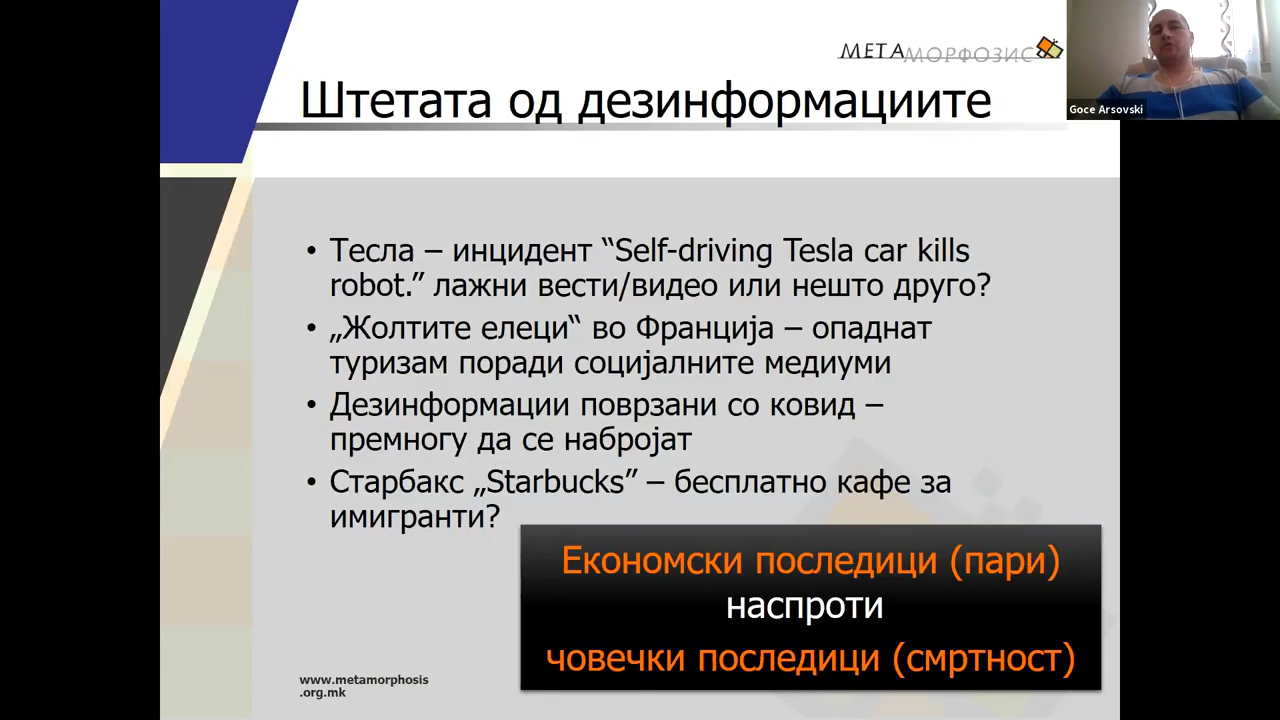 МЕТАМОРФОЗИС
Goce Arsovski
Штетата од дезинформациите
• Тесла – инцидент “Self-driving Tesla car kills
robot.” лажни вести/видео или нешто друго?
• „Жолтите елеци“ во Франција – опаднат
туризам поради социјалните медиуми
• Дезинформации поврзани со ковид –
премногу да се набројат
• Старбакс „Starbucks” – бесплатно кафе за
имигранти?
Економски последици (пари)
наспроти
човечки последици (смртност)
www.metamorphosis
.org.mk